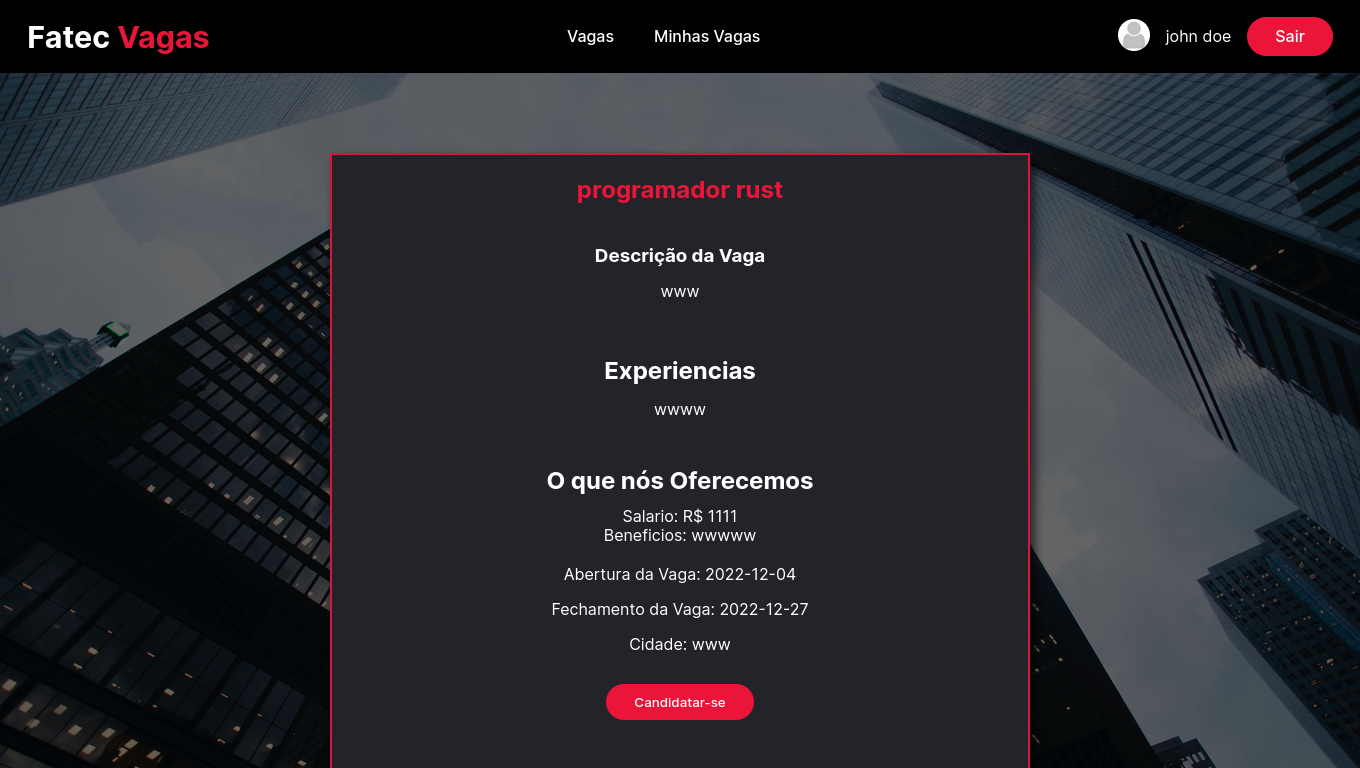 Fatec Vagas
Vagas
Minhas Vagas
john doe
Sair
programador rust
Descrição da Vaga
www
Experiencias
wwww
O que nós Oferecemos
Salario: R$ 1111
Beneficios: wwwww
Abertura da Vaga: 2022-12-04
Fechamento da Vaga: 2022-12-27
Cidade: www
Candidatar-se